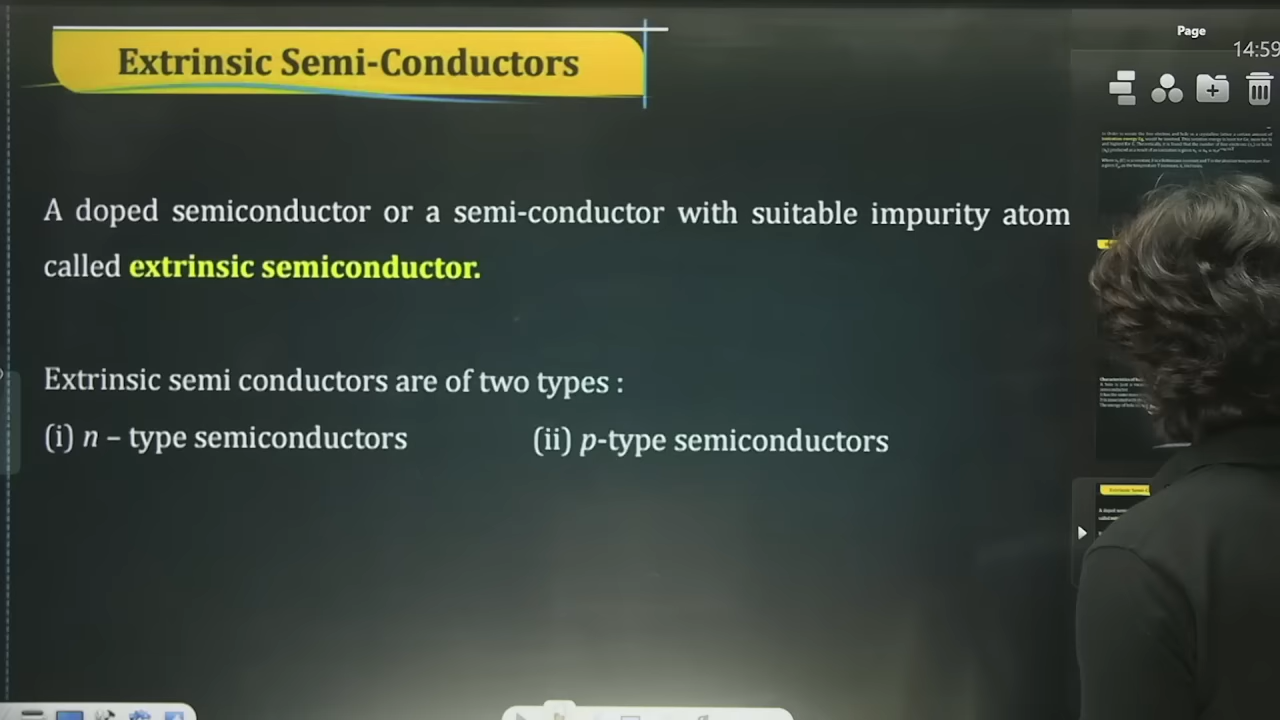 Extrinsic Semi-Conductors
Page
14:59
A doped semiconductor or a semi-conductor with suitable impurity atom
called extrinsic semiconductor.
Extrinsic semi conductors are of two types :
(i) n – type semiconductors
(ii) p-type semiconductors